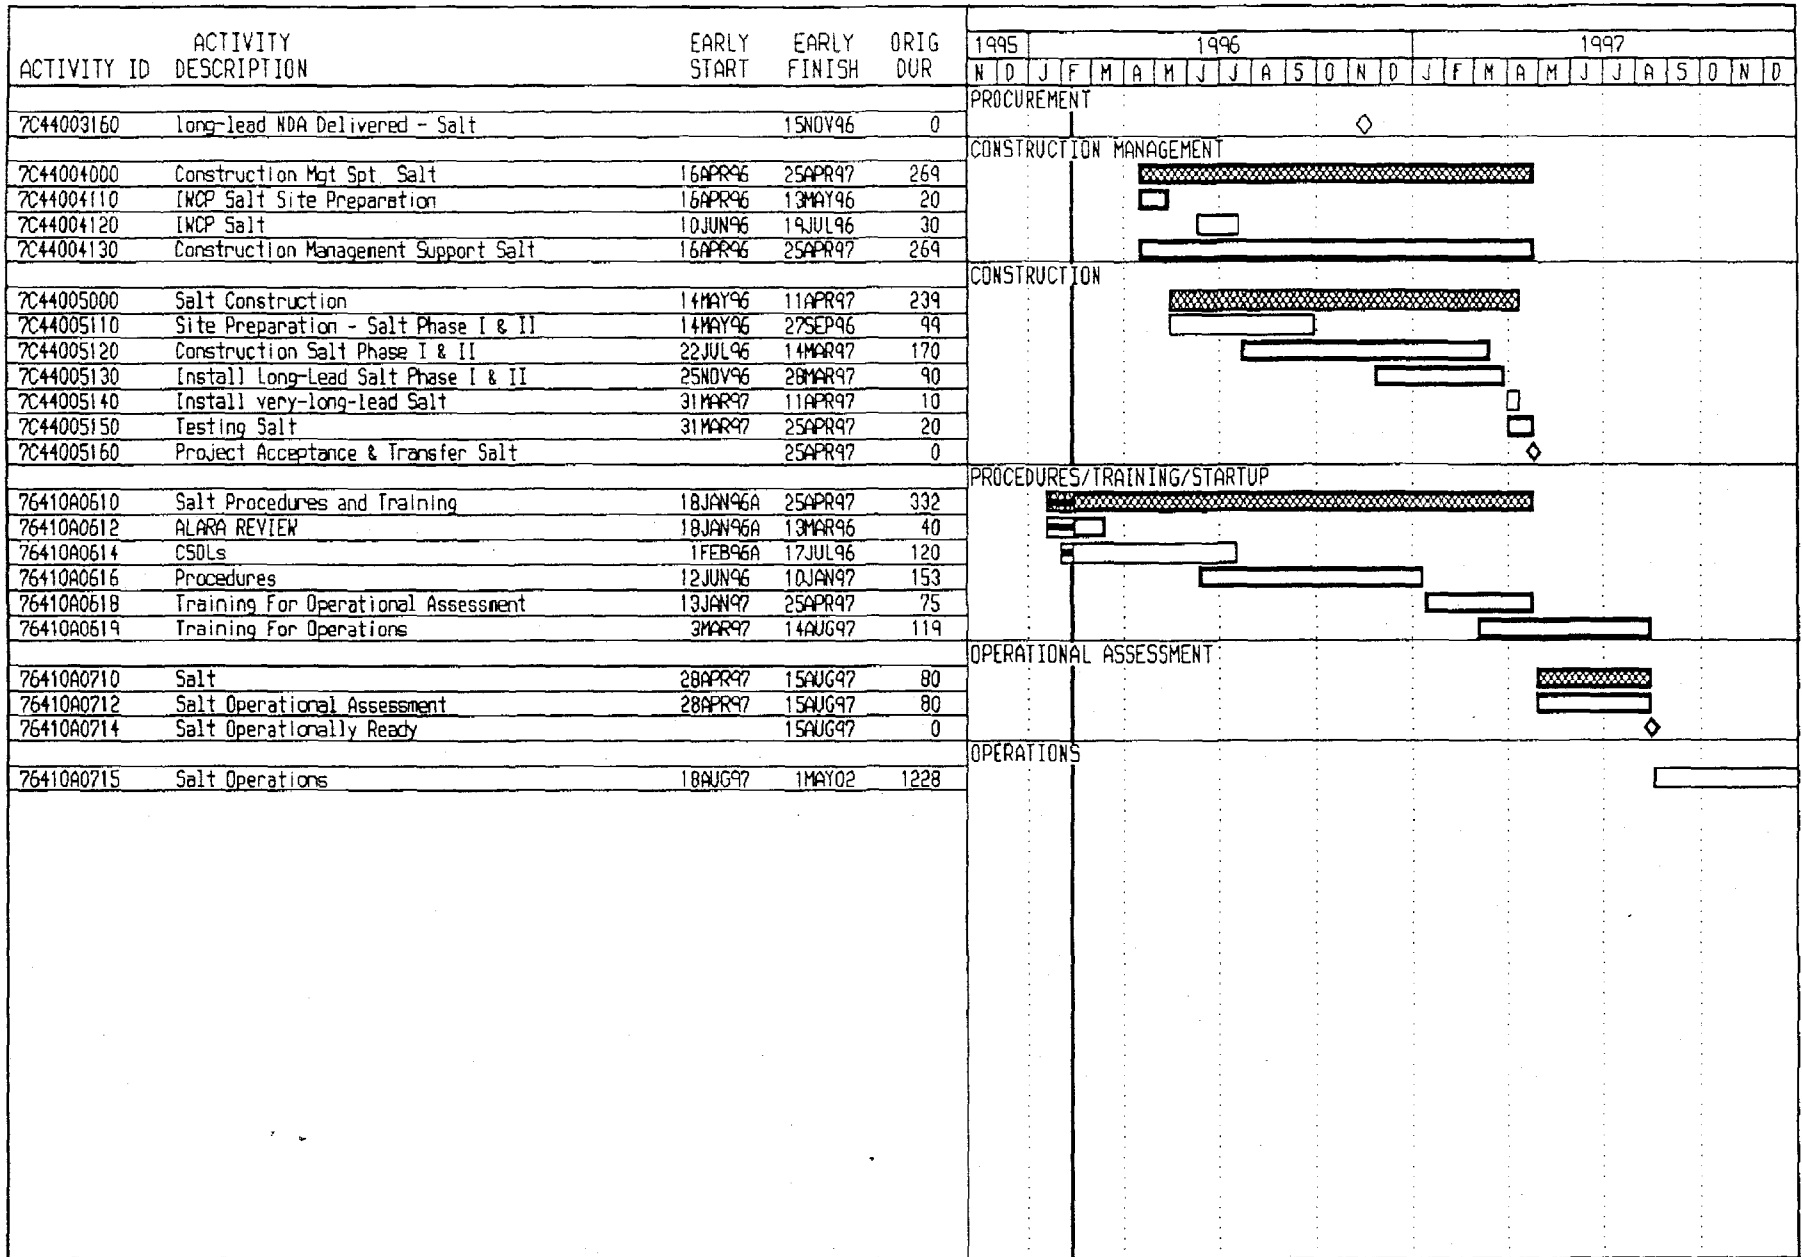 ACTIVITY EARLY EARLY ORIG 1995 1996 1997
ACTIVITY ID DESCRIPTION START FINISH DUR N D J F M A M J J A S O N D J F M A M J J A S O N D
PROCUREMENT
7C44003160 long-lead NDA Delivered - Salt 15NOV96 0
CONSTRUCTION MANAGEMENT
7C44004000 Construction Mgt Spt. Salt 16APR96 25APR97 269
7C44004110 IWCP Salt Site Preparation 16APR96 13MAY96 20
7C44004120 IWCP Salt 10JUN96 19JUL96 30
7C44004130 Construction Management Support Salt 16APR96 25APR97 269
CONSTRUCTION
7C44005000 Salt Construction 14MAY96 11APR97 239
7C44005110 Site Preparation - Salt Phase I & II 14MAY96 27SEP96 99
7C44005120 Construction Salt Phase I & II 22JUL96 14MAR97 170
7C44005130 Install Long-Lead Salt Phase I & II 25NOV96 28MAR97 90
7C44005140 Install very-long-lead Salt 31MAR97 11APR97 10
7C44005150 Testing Salt 31MAR97 25APR97 20
7C44005160 Project Acceptance & Transfer Salt 25APR97 0
PROCEDURES/TRAINING/STARTUP
76410A0610 Salt Procedures and Training 18JAN96A 25APR97 332
76410A0612 ALARA REVIEW 18JAN96A 13MAR96 40
76410A0614 CSOLs 1FEB96A 17JUL96 120
76410A0616 Procedures 12JUN96 10JAN97 153
76410A0618 Training For Operational Assessment 13JAN97 25APR97 75
76410A0619 Training For Operations 3MAR97 14AUG97 119
OPERATIONAL ASSESSMENT
76410A0710 Salt 28APR97 15AUG97 80
76410A0712 Salt Operational Assessment 28APR97 15AUG97 80
76410A0714 Salt Operationally Ready 15AUG97 0
OPERATIONS
76410A0715 Salt Operations 18AUG97 1MAY02 1228